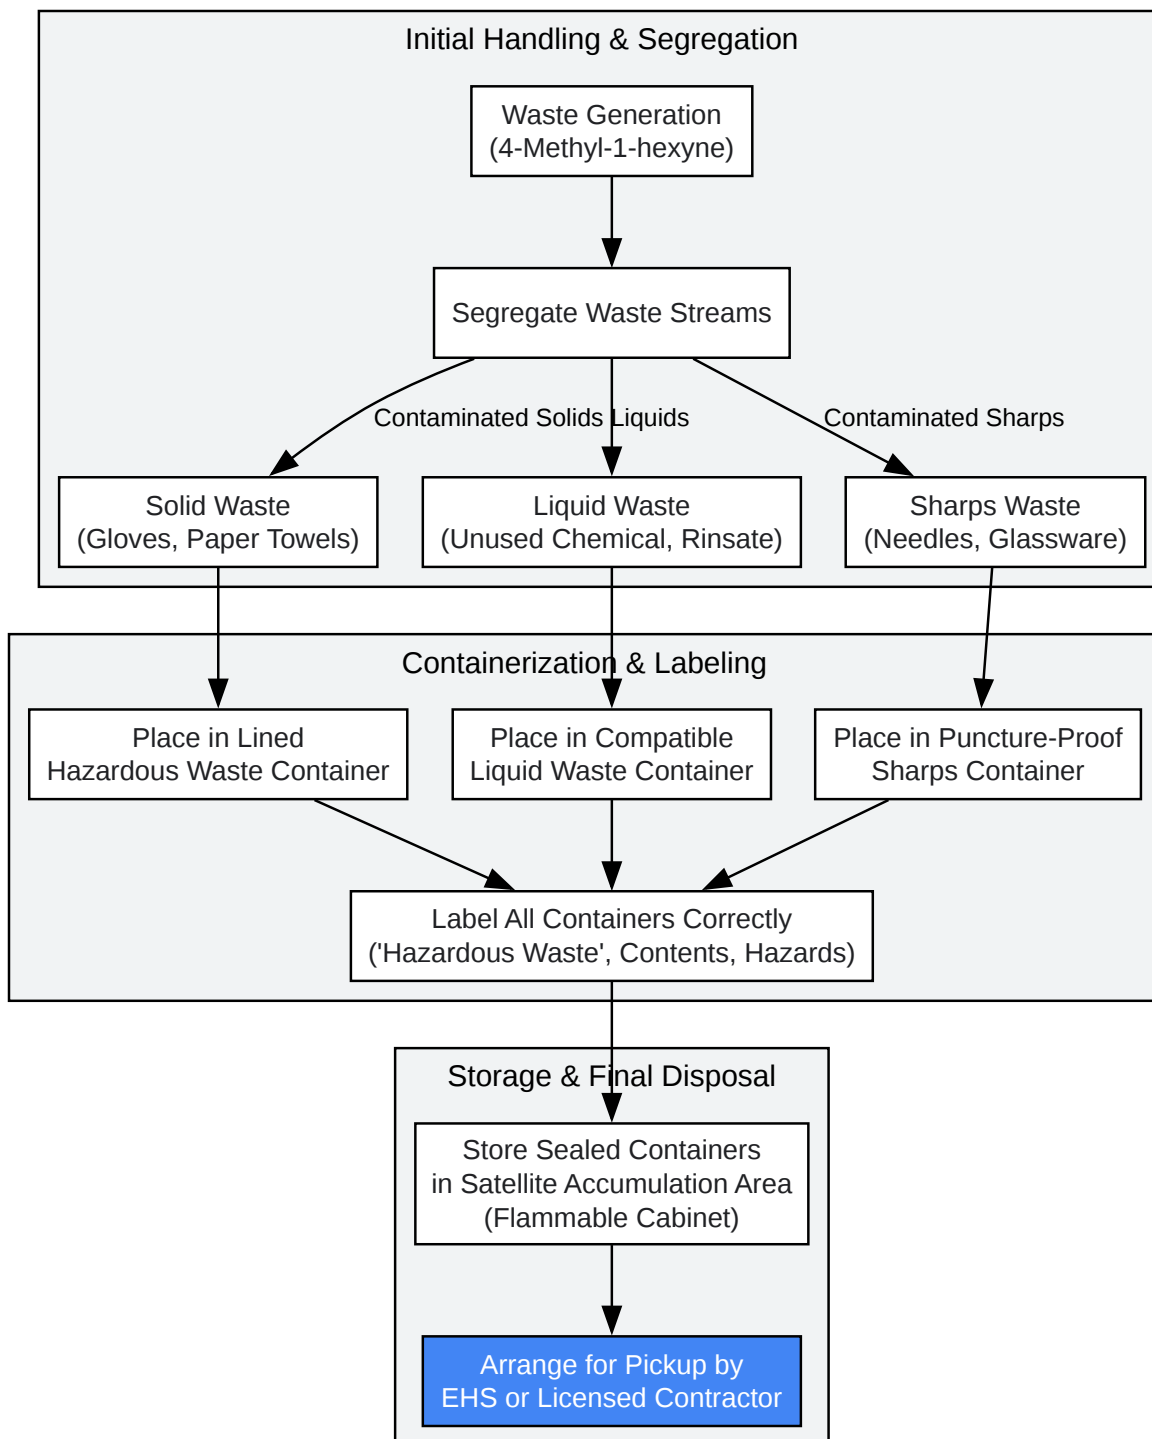 Initial Handling & Segregation
Waste Generation
(4-Methyl-1-hexyne)
Segregate Waste Streams
Contaminated Solids
Liquids
Contaminated Sharps
Solid Waste
(Gloves, Paper Towels)
Liquid Waste
(Unused Chemical, Rinsate)
Sharps Waste
(Needles, Glassware)
Containerization & Labeling
Place in Lined
Hazardous Waste Container
Place in Compatible
Liquid Waste Container
Place in Puncture-Proof
Sharps Container
Label All Containers Correctly
('Hazardous Waste', Contents, Hazards)
Storage & Final Disposal
Store Sealed Containers
in Satellite Accumulation Area
(Flammable Cabinet)
Arrange for Pickup by
EHS or Licensed Contractor